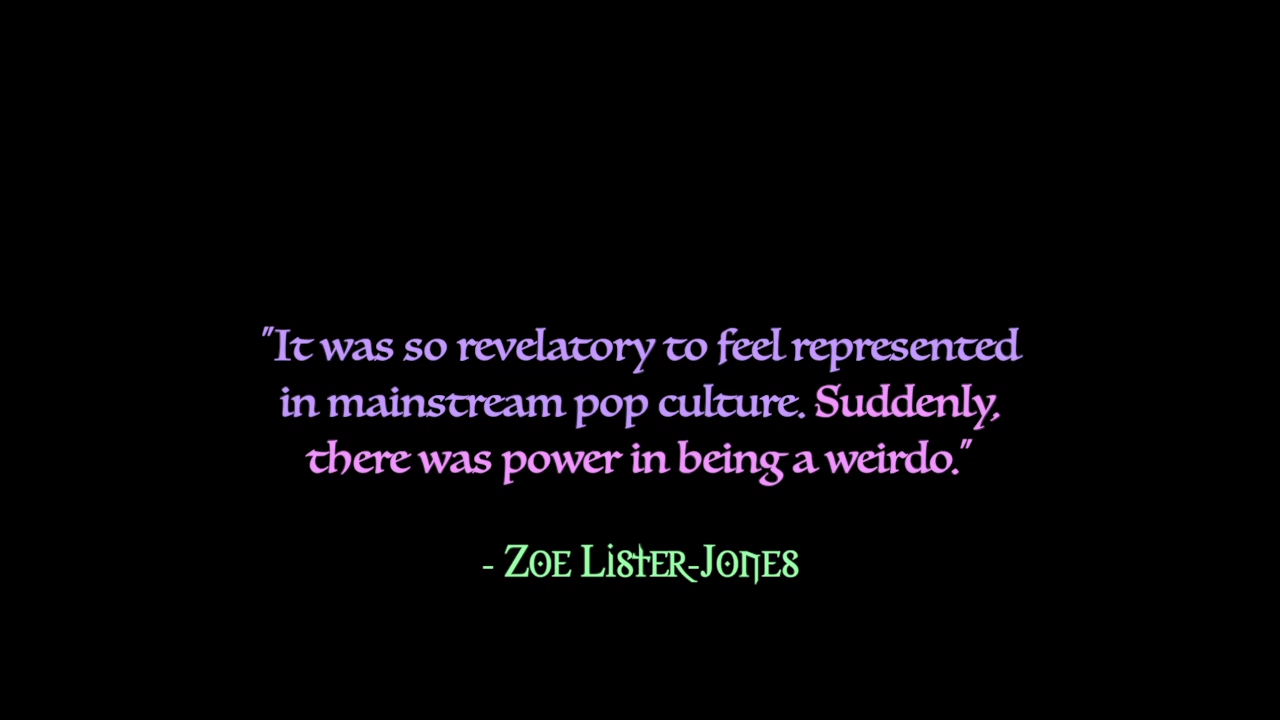 "It was so revelatory to feel represented
in mainstream pop culture. Suddenly,
there was power in being a weirdo."
- Zoe Lister-Jones